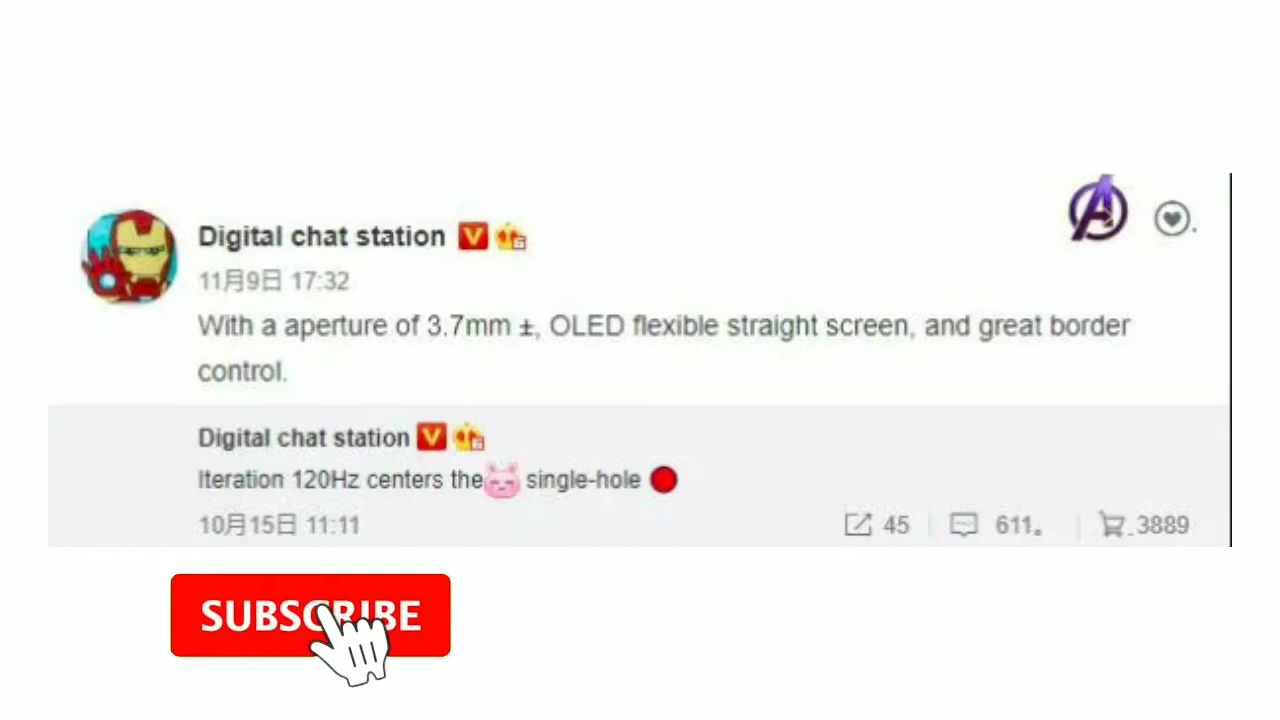 Digital chat station
11月9日 17:32
With a aperture of 3.7mm ±, OLED flexible straight screen, and great border
control.
Digital chat station
Iteration 120Hz centers the single-hole
10月15日 11:11
45
611。
3889
SUBSCRIBE